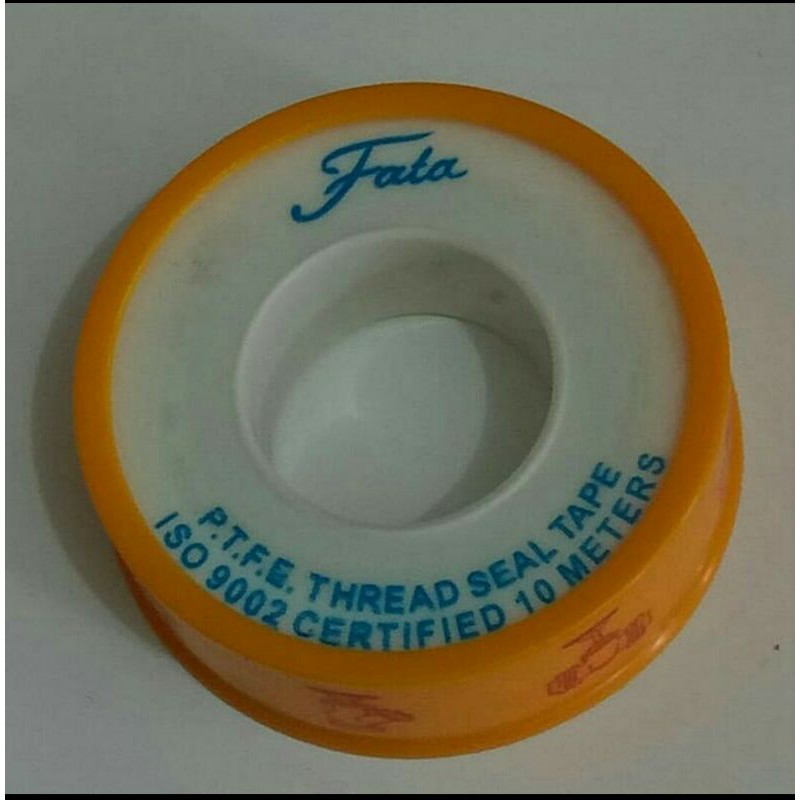 Fata
P.T.F.E. THREAD SEAL TAPE
ISO 9002 CERTIFIED 10 METERS